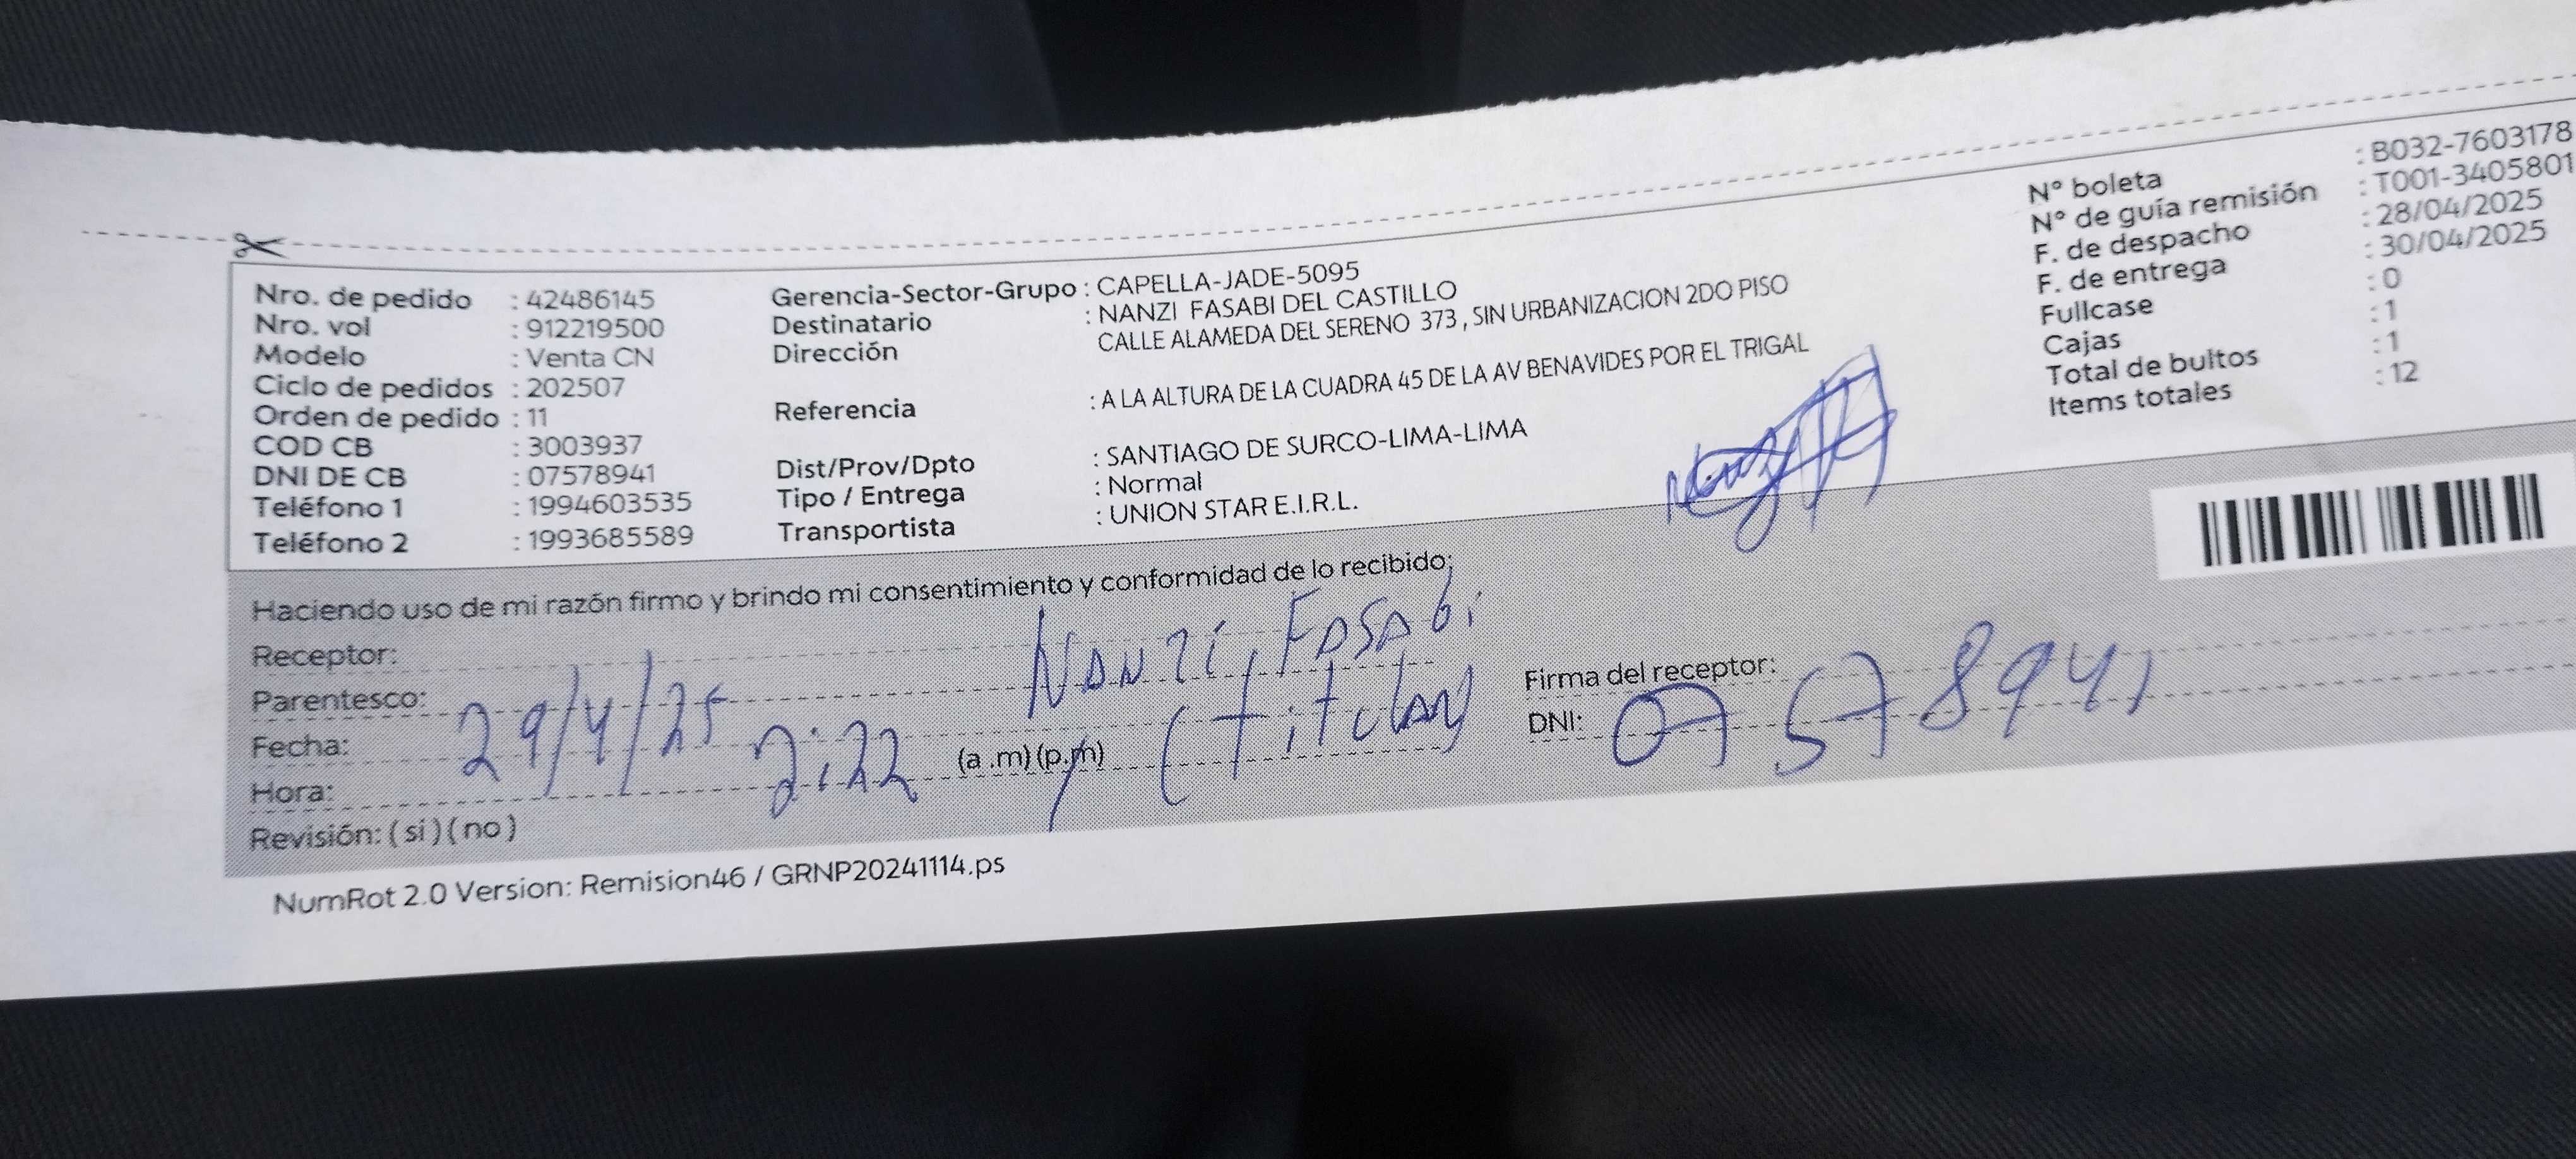 Nro. de pedido : 42486145
Nro. vol : 912219500
Modelo : Venta CN
Ciclo de pedidos : 202507
Orden de pedido : 11
COD CB : 3003937
DNI DE CB : 07578941
Teléfono 1 : 1994603535
Teléfono 2 : 1993685589
Gerencia-Sector-Grupo : CAPELLA-JADE-5095
Destinatario : NANZI FASABI DEL CASTILLO
Dirección CALLE ALAMEDA DEL SERENO 373 , SIN URBANIZACION 2DO PISO
Referencia : A LA ALTURA DE LA CUADRA 45 DE LA AV BENAVIDES POR EL TRIGAL
Dist/Prov/Dpto : SANTIAGO DE SURCO-LIMA-LIMA
Tipo / Entrega : Normal
Transportista : UNION STAR E.I.R.L.
N° boleta : B032-7603178
N° de guía remisión : T001-3405801
F. de despacho : 28/04/2025
F. de entrega : 30/04/2025
Fullcase : 0
Cajas : 1
Total de bultos : 1
Items totales : 12
Haciendo uso de mi razón firmo y brindo mi consentimiento y conformidad de lo recibido:
Receptor: Nanzi Fasabi
Parentesco: (Titular)
Fecha: 29/4/25
Hora: 2:22 (a .m) (p.m)
Revisión: ( si ) ( no )
Firma del receptor:
DNI: 07578941
NumRot 2.0 Version: Remision46 / GRNP20241114.ps